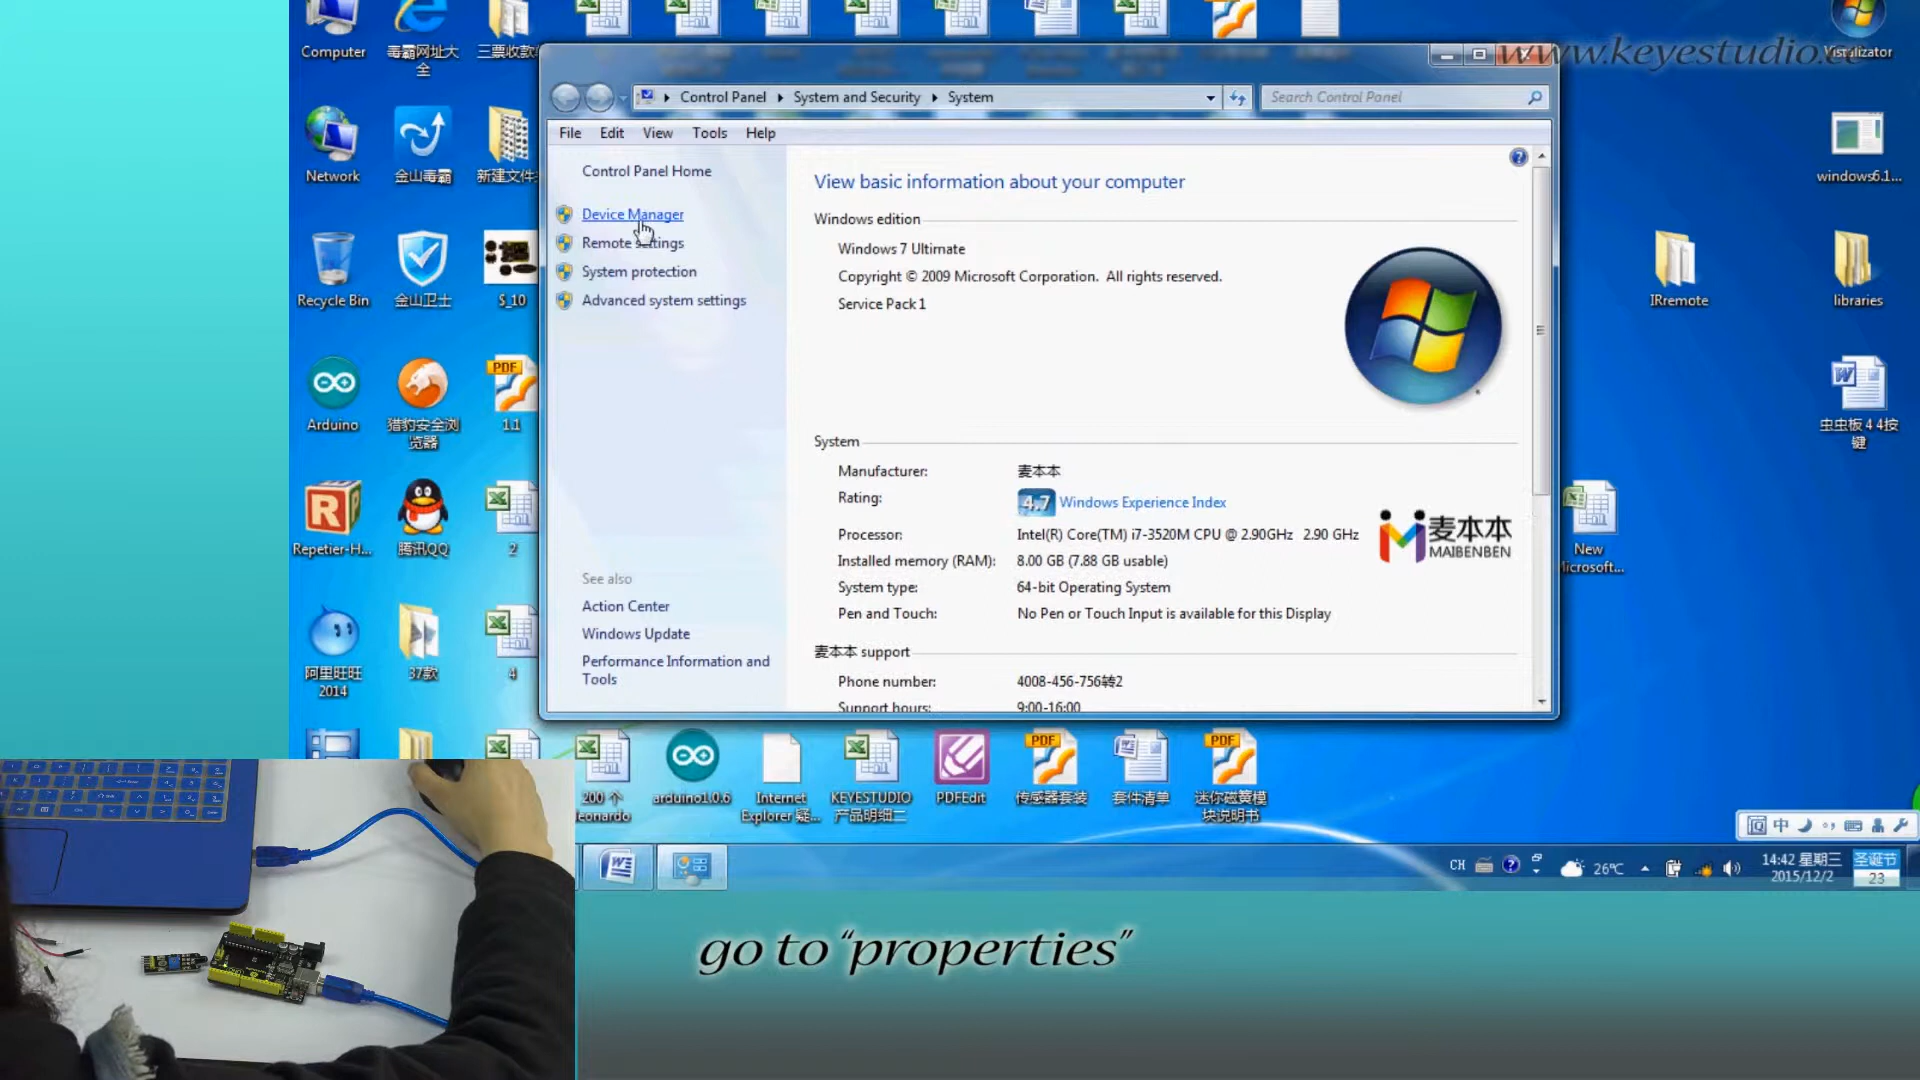 Computer
毒霸网址大
全
三票收款
Visualizator
www.keyestudio.cc
Control Panel
System and Security
System
Search Control Panel
File
Edit
View
Tools
Help
Network
金山毒霸
新建文件
windows6.1...
Control Panel Home
View basic information about your computer
Device Manager
Windows edition
Remote settings
Windows 7 Ultimate
System protection
Copyright © 2009 Microsoft Corporation. All rights reserved.
Advanced system settings
Service Pack 1
Recycle Bin
金山卫士
S_10
IRremote
libraries
PDF
Arduino
猎豹安全浏
览器
1.1
虫虫板 4 4按
键
System
Manufacturer:
麦本本
Rating:
4.7
Windows Experience Index
Processor:
Intel(R) Core(TM) i7-3520M CPU @ 2.90GHz 2.90 GHz
麦本本
MAIBENBEN
Installed memory (RAM):
8.00 GB (7.88 GB usable)
System type:
64-bit Operating System
Pen and Touch:
No Pen or Touch Input is available for this Display
麦本本 support
Phone number:
4008-456-756转2
Support hours:
9:00-16:00
See also
Action Center
Windows Update
Performance Information and
Tools
R
Repetier-H...
腾讯QQ
2
New
Microsoft...
阿里旺旺
2014
37款
4
200 个
leonardo
arduino1.0.6
Internet
Explorer 疑...
KEYESTUDIO
产品明细二
PDFEdit
PDF
传感器套装
套件清单
PDF
迷你磁簧模
块说明书
中
CH
26℃
14:42 星期三
2015/12/2
圣诞节
23
go to “properties”